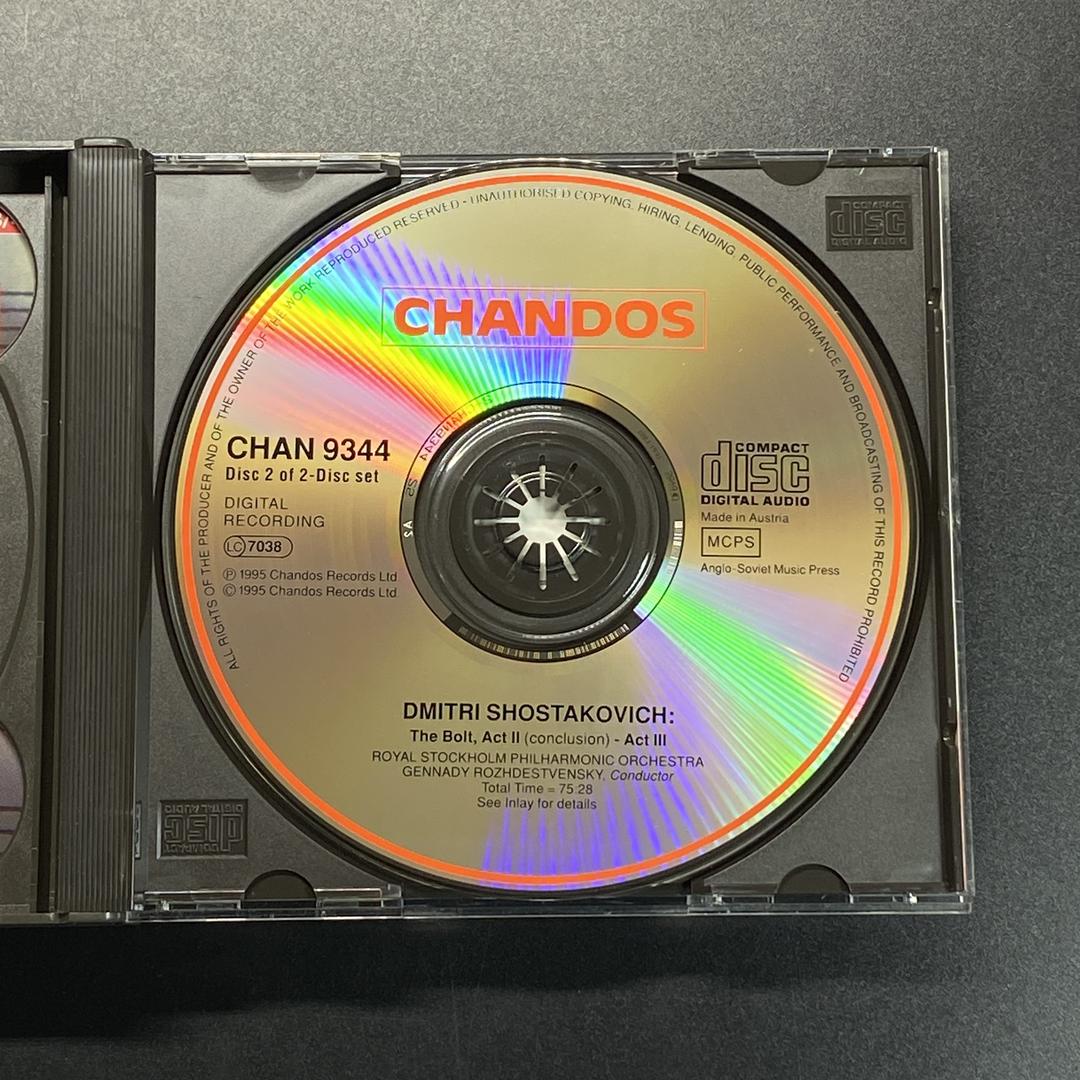 ALL RIGHTS OF THE PRODUCER AND OF THE OWNER OF THE WORK REPRODUCED RESERVED - UNAUTHORISED COPYING, HIRING, LENDING, PUBLIC PERFORMANCE AND BROADCASTING OF THIS RECORD PROHIBITED
COMPACT
disc
DIGITAL AUDIO
CHANDOS
CHAN 9344
Disc 2 of 2-Disc set
DIGITAL
RECORDING
LC 7038
Ⓟ 1995 Chandos Records Ltd
© 1995 Chandos Records Ltd
COMPACT
disc
DIGITAL AUDIO
Made in Austria
MCPS
Anglo-Soviet Music Press
DMITRI SHOSTAKOVICH:
The Bolt, Act II (conclusion) - Act III
ROYAL STOCKHOLM PHILHARMONIC ORCHESTRA
GENNADY ROZHDESTVENSKY, Conductor
Total Time = 75:28
See Inlay for details
COMPACT
disc
DIGITAL AUDIO